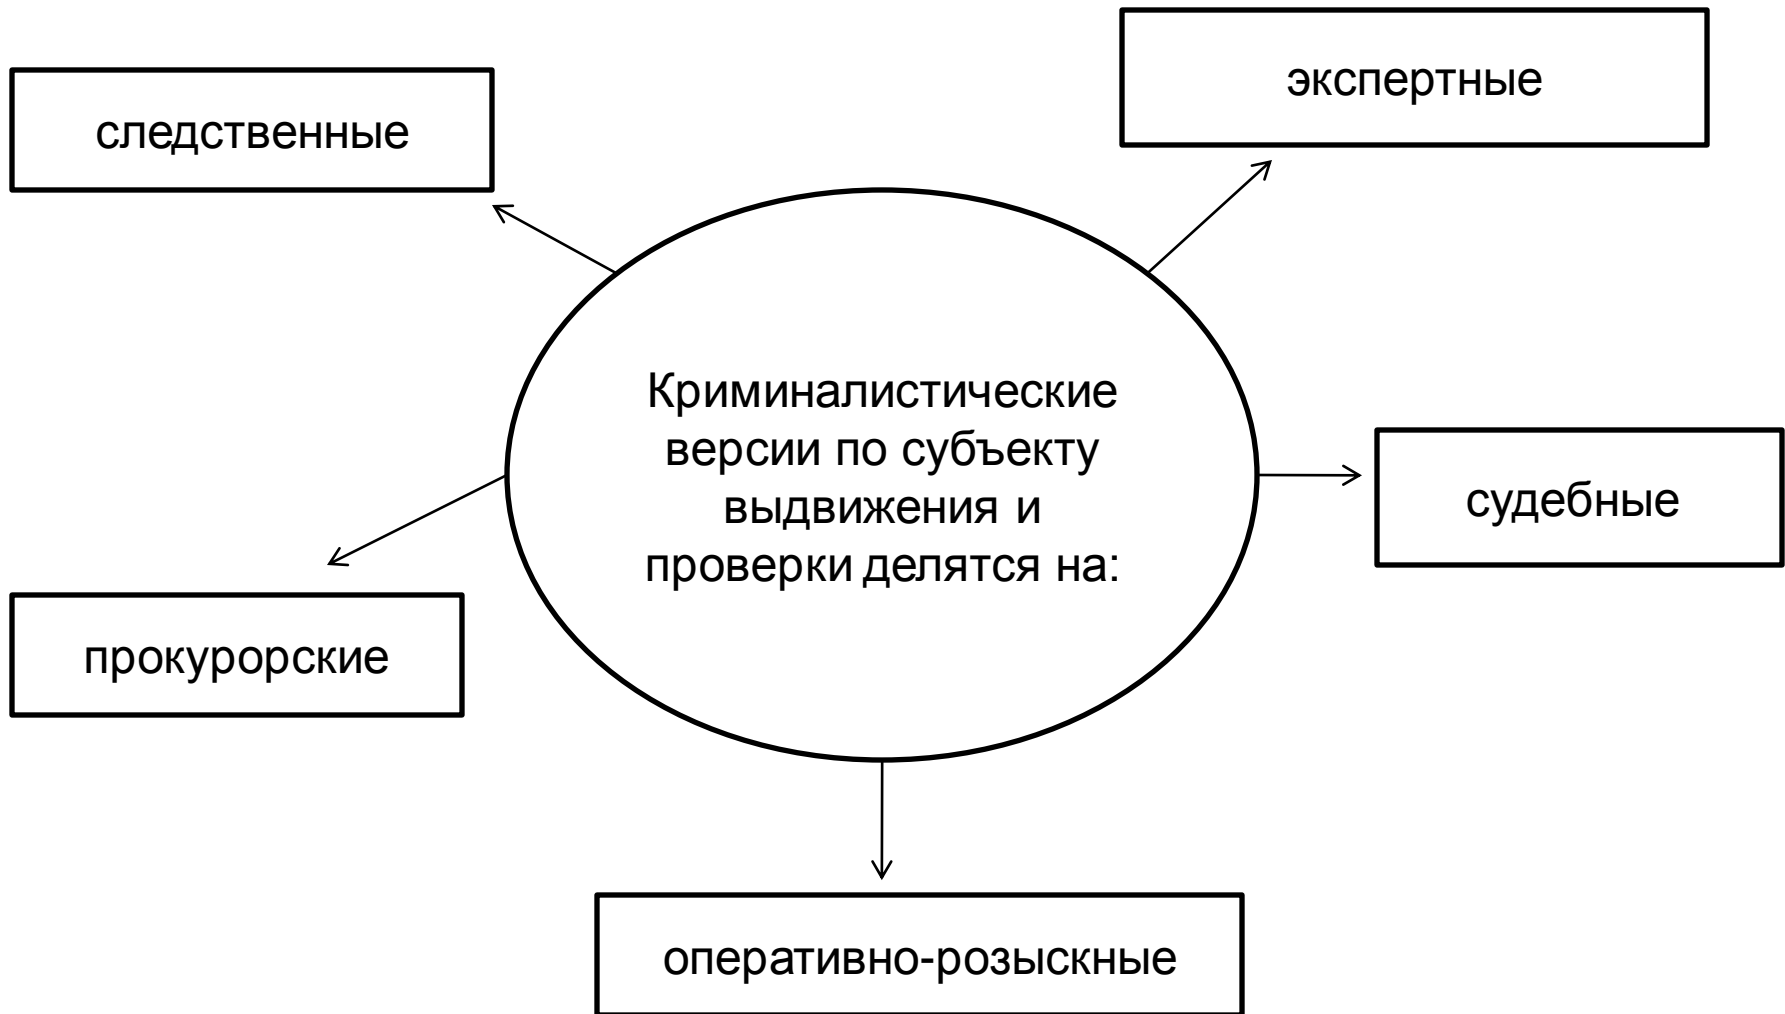 экспертные
следственные
Криминалистические
версии по субъекту
выдвижения и
проверки делятся на:
судебные
прокурорские
оперативно-розыскные